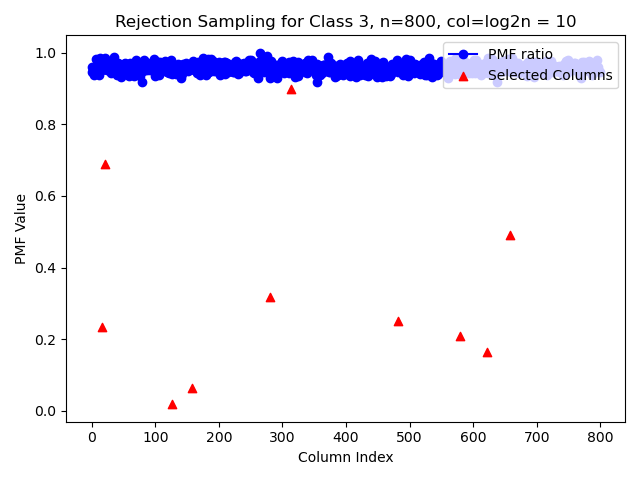 Rejection Sampling for Class 3, n=800, col=log2n = 10
PMF ratio
Selected Columns
PMF Value
1.0
0.8
0.6
0.4
0.2
0.0
0 100 200 300 400 500 600 700 800
Column Index